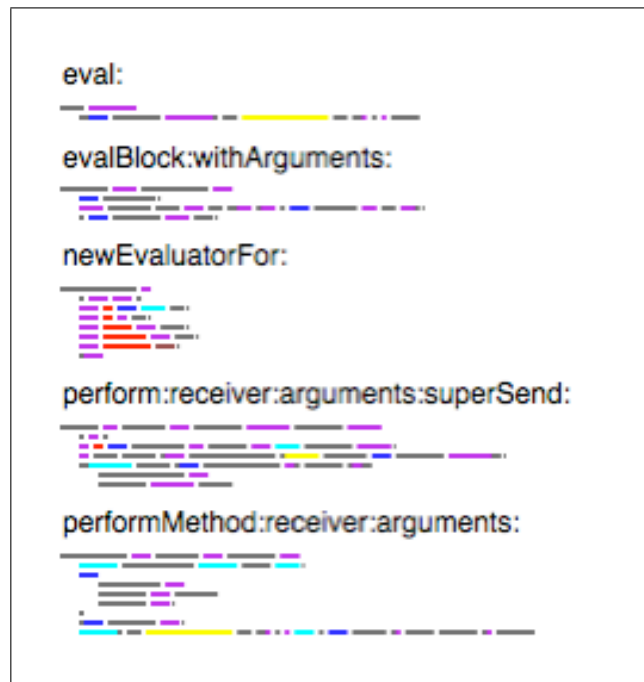 eval:
evalBlock:withArguments:
newEvaluatorFor:
perform:receiver:arguments:superSend:
performMethod:receiver:arguments: